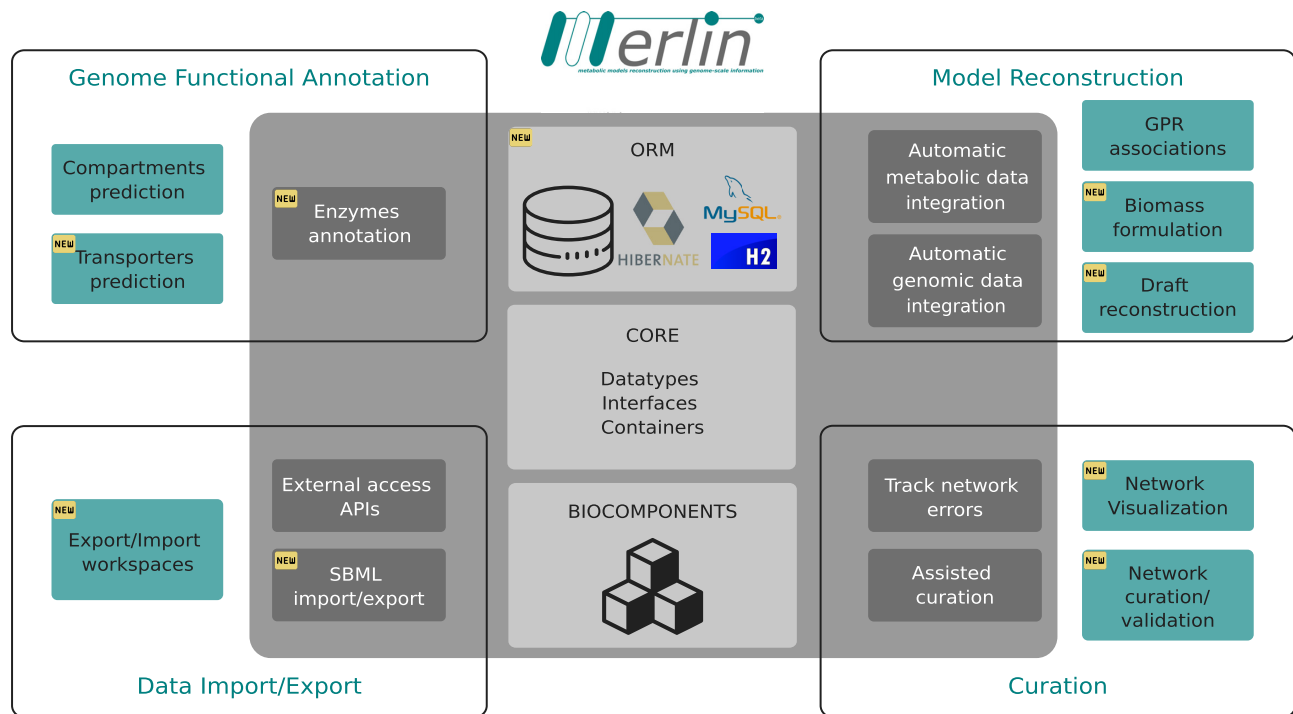 Merlin
metabolic models reconstruction using genome-scale information
Genome Functional Annotation
Compartments
prediction
NEW
Transporters
prediction
NEW
Enzymes
annotation
NEW
ORM
HIBERNATE
MySQL®
H2
CORE
Datatypes
Interfaces
Containers
BIOCOMPONENTS
Model Reconstruction
Automatic
metabolic data
integration
Automatic
genomic data
integration
GPR
associations
NEW
Biomass
formulation
NEW
Draft
reconstruction
NEW
Export/Import
workspaces
External access
APIs
NEW
SBML
import/export
Data Import/Export
Track network
errors
Assisted
curation
NEW
Network
Visualization
NEW
Network
curation/
validation
Curation